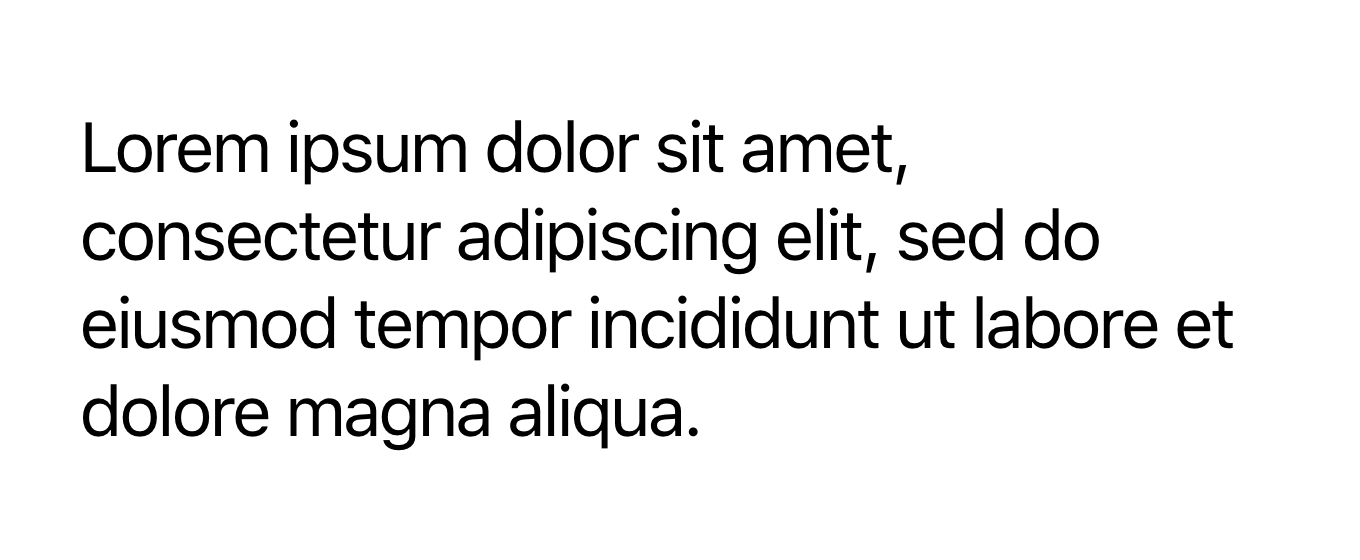 Lorem ipsum dolor sit amet,
consectetur adipiscing elit, sed do
eiusmod tempor incididunt ut labore et
dolore magna aliqua.